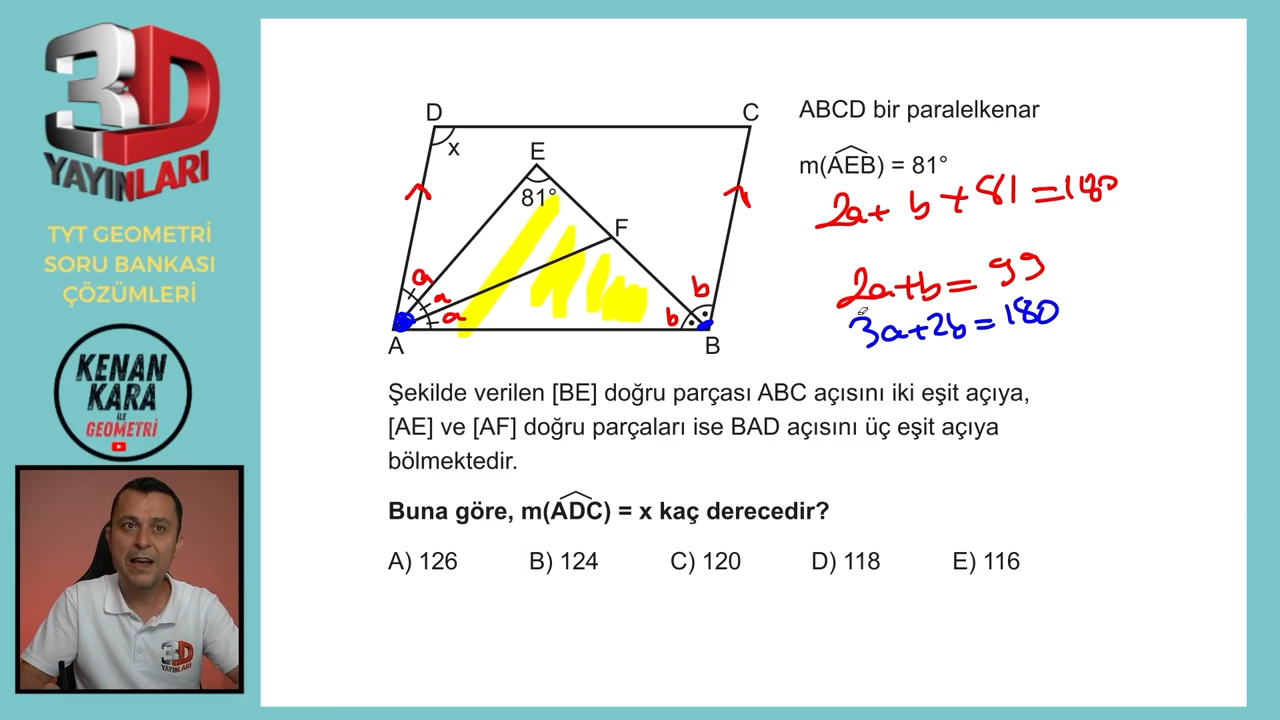 3D
YAYINLARI
TYT GEOMETRİ
SORU BANKASI
ÇÖZÜMLERİ
KENAN
KARA
İLE
GEOMETRİ
3D
YAYINLARI
D
C
x
E
81°
F
a
a
a
b
b
A
B
ABCD bir paralelkenar
m(AEB) = 81°
2a+ b + 81 = 180
2a+b = 99
3a+2b = 180
Şekilde verilen [BE] doğru parçası ABC açısını iki eşit açıya,
[AE] ve [AF] doğru parçaları ise BAD açısını üç eşit açıya
bölmektedir.
Buna göre, m(ADC) = x kaç derecedir?
A) 126 B) 124 C) 120 D) 118 E) 116